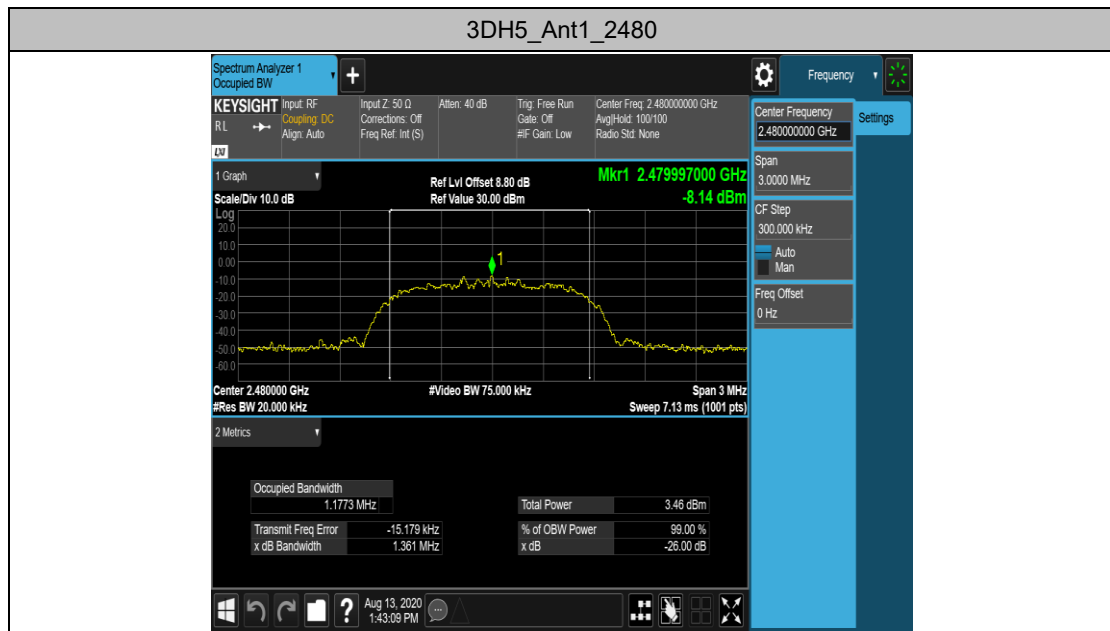 3DH5_Ant1_2480
Spectrum Analyzer 1
Occupied BW
Frequency
KEYSIGHT
RL
LXI
Input: RF
Coupling: DC
Align: Auto
Input Z: 50 Ω
Corrections: Off
Freq Ref: Int (S)
Atten: 40 dB
Trig: Free Run
Gate: Off
#IF Gain: Low
Center Freq: 2.480000000 GHz
Avg|Hold: 100/100
Radio Std: None
Center Frequency
2.480000000 GHz
Settings
Span
3.0000 MHz
CF Step
300.000 kHz
Auto
Man
Freq Offset
0 Hz
1 Graph
Scale/Div 10.0 dB
Ref Lvl Offset 8.80 dB
Ref Value 30.00 dBm
Mkr1 2.479997000 GHz
-8.14 dBm
Log
20.0
10.0
0.00
-10.0
-20.0
-30.0
-40.0
-50.0
-60.0
1
Center 2.480000 GHz
#Res BW 20.000 kHz
#Video BW 75.000 kHz
Span 3 MHz
Sweep 7.13 ms (1001 pts)
2 Metrics
Occupied Bandwidth
1.1773 MHz
Total Power 3.46 dBm
Transmit Freq Error -15.179 kHz
% of OBW Power 99.00 %
x dB Bandwidth 1.361 MHz
x dB -26.00 dB
?
Aug 13, 2020
1:43:09 PM